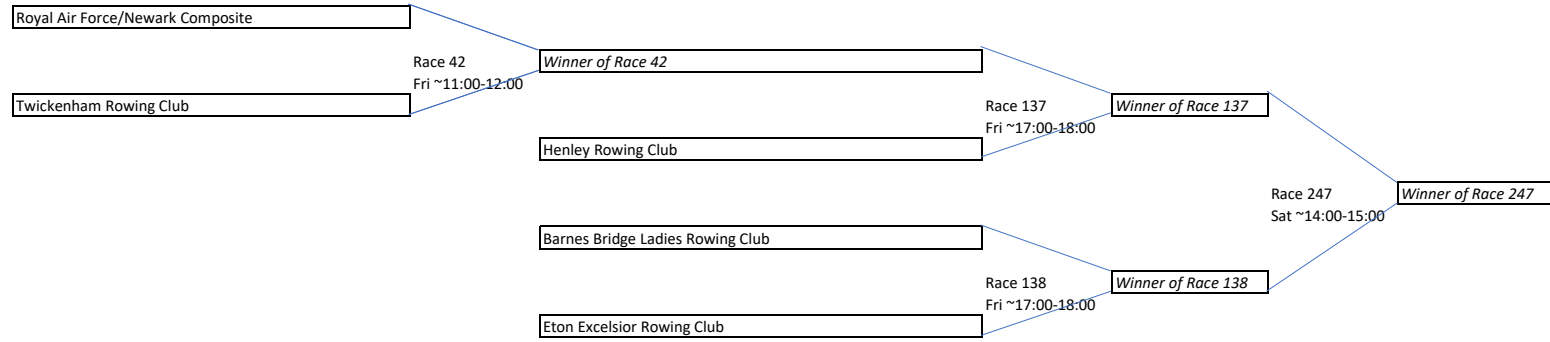 Royal Air Force/Newark Composite
Race 42
Fri ~11:00-12:00
Winner of Race 42
Twickenham Rowing Club
Race 137
Fri ~17:00-18:00
Winner of Race 137
Henley Rowing Club
Race 247
Sat ~14:00-15:00
Winner of Race 247
Barnes Bridge Ladies Rowing Club
Race 138
Fri ~17:00-18:00
Winner of Race 138
Eton Excelsior Rowing Club